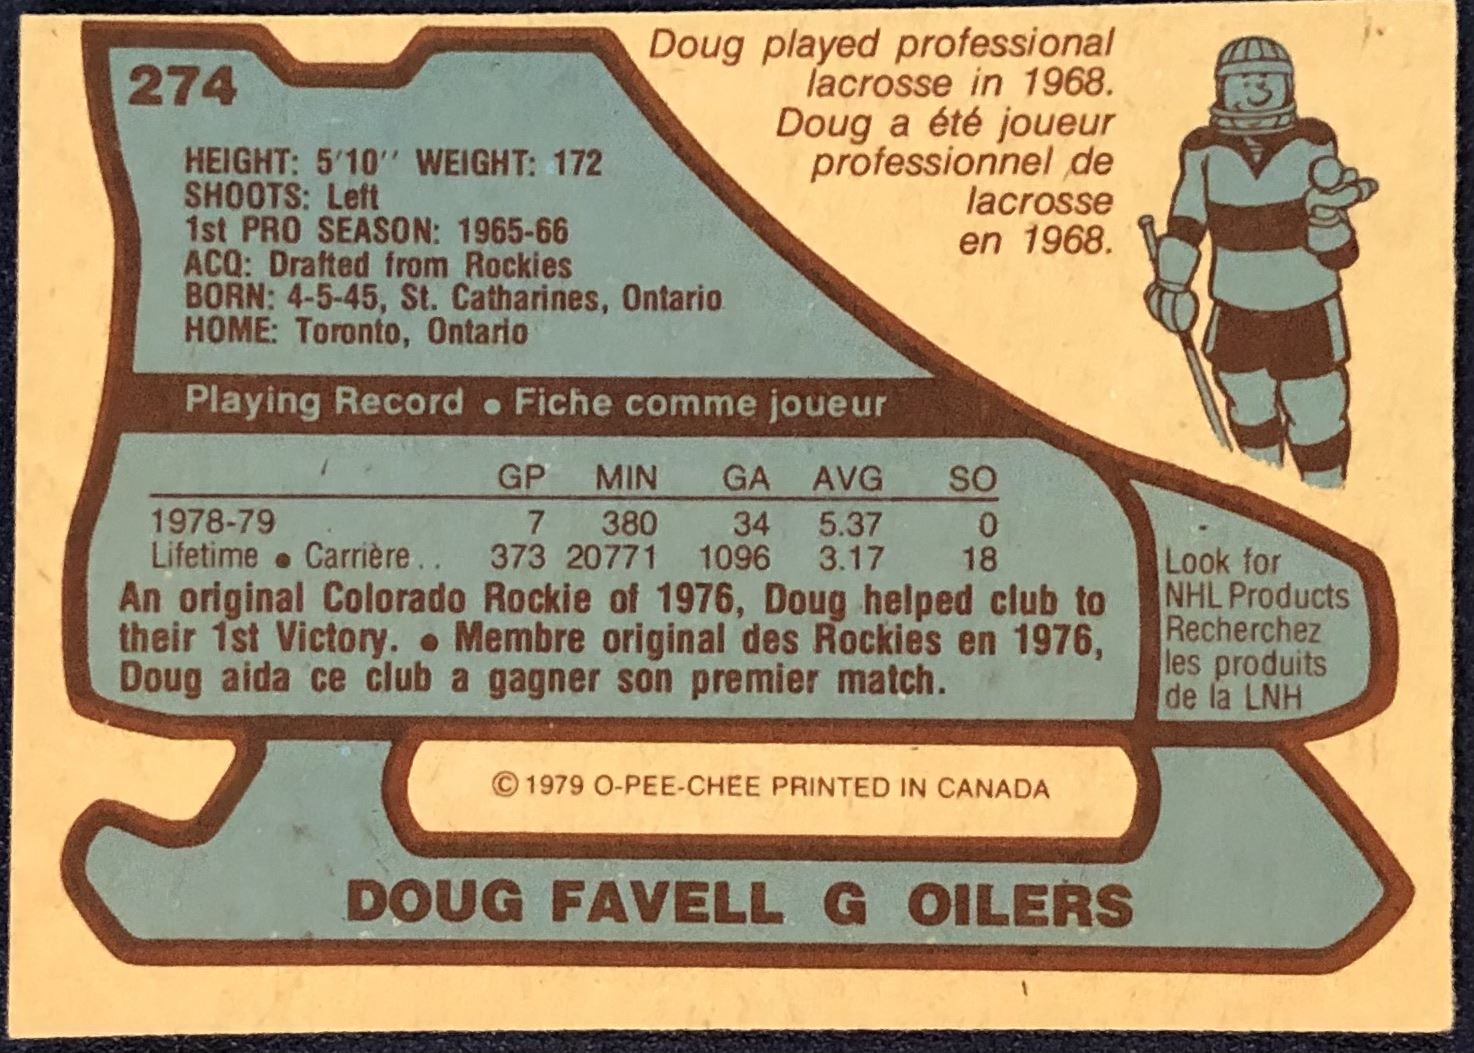 274
Doug played professional
lacrosse in 1968.
Doug a été joueur
professionnel de
lacrosse
en 1968.
HEIGHT: 5'10'' WEIGHT: 172
SHOOTS: Left
1st PRO SEASON: 1965-66
ACQ: Drafted from Rockies
BORN: 4-5-45, St. Catharines, Ontario
HOME: Toronto, Ontario
Playing Record • Fiche comme joueur
GP MIN GA AVG SO
1978-79 7 380 34 5.37 0
Lifetime • Carrière.. 373 20771 1096 3.17 18
An original Colorado Rockie of 1976, Doug helped club to
their 1st Victory. • Membre original des Rockies en 1976,
Doug aida ce club a gagner son premier match.
Look for
NHL Products
Recherchez
les produits
de la LNH
© 1979 O-PEE-CHEE PRINTED IN CANADA
DOUG FAVELL G OILERS